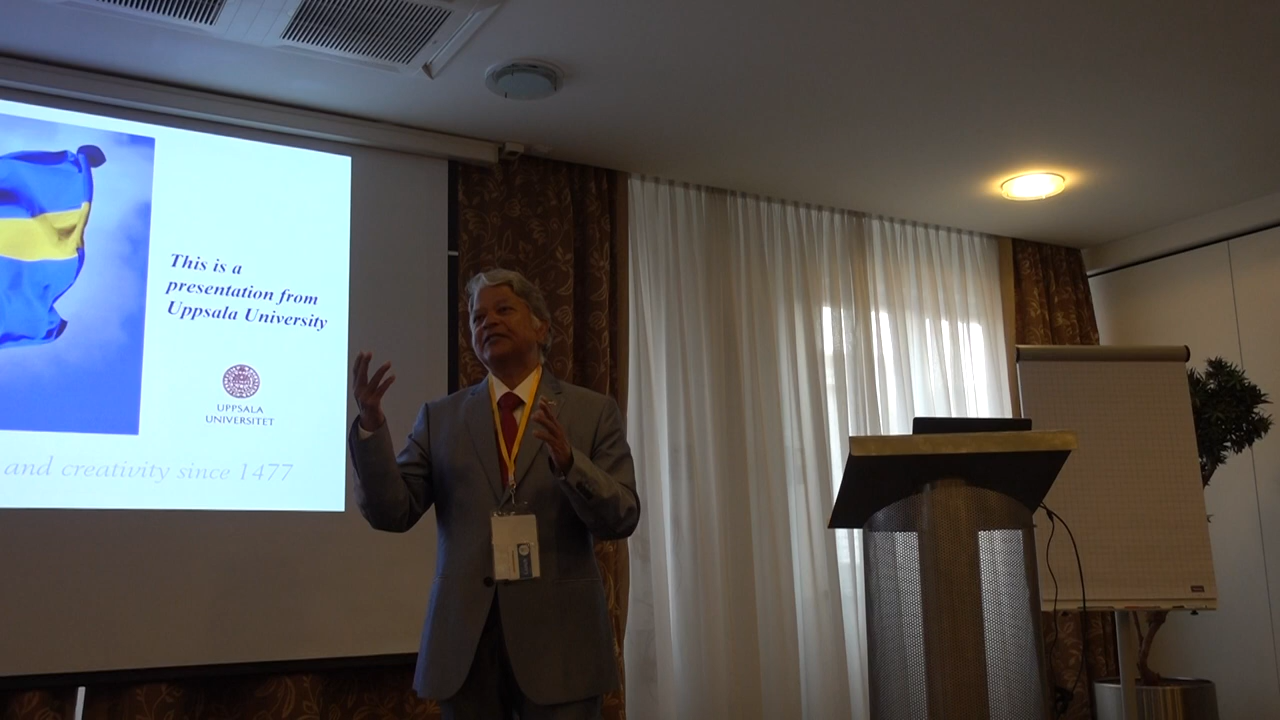 This is a
presentation from
Uppsala University
UPPSALA
UNIVERSITET
and creativity since 1477